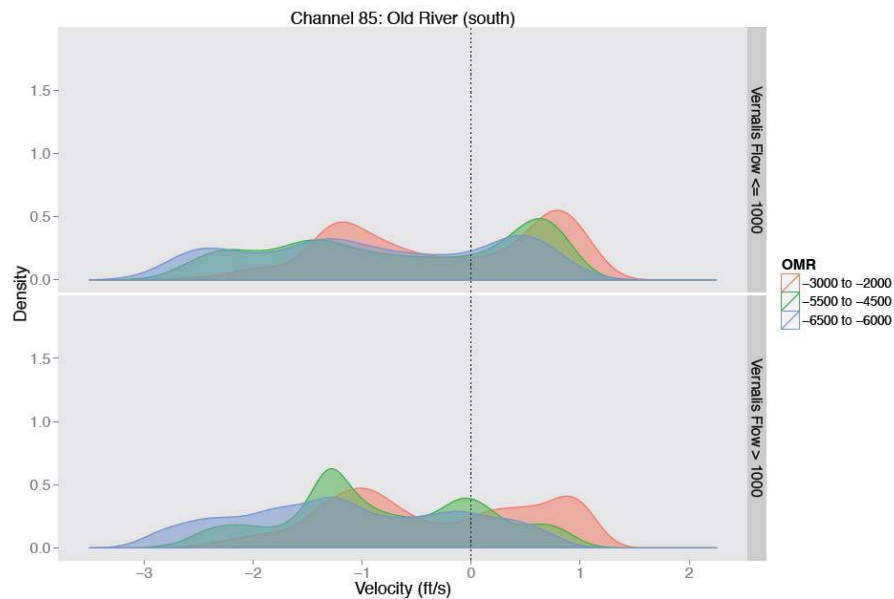 Channel 85: Old River (south)
1.5
1.0
0.5
0.0
Vernalis Flow <= 1000
Density
1.5
1.0
0.5
0.0
Vernalis Flow > 1000
−3
−2
−1
0
1
2
Velocity (ft/s)
OMR
−3000 to −2000
−5500 to −4500
−6500 to −6000